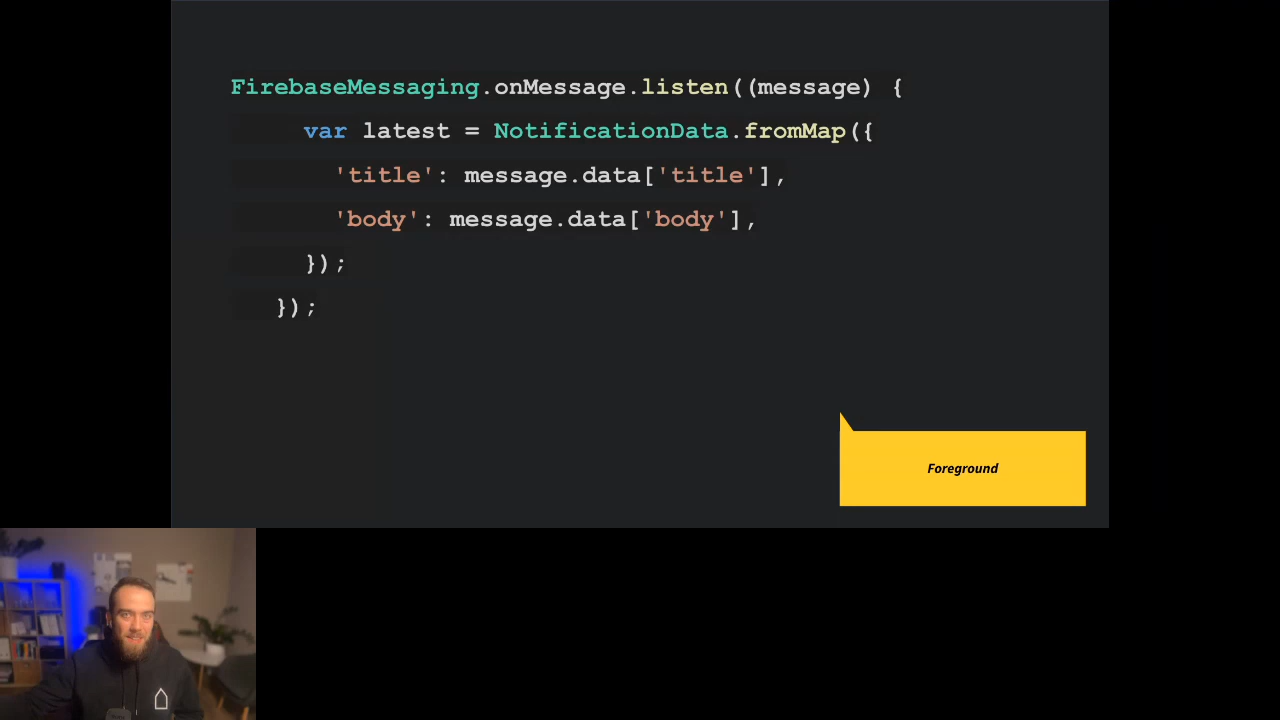 FirebaseMessaging.onMessage.listen((message) {
var latest = NotificationData.fromMap({
'title': message.data['title'],
'body': message.data['body'],
});
});
Foreground